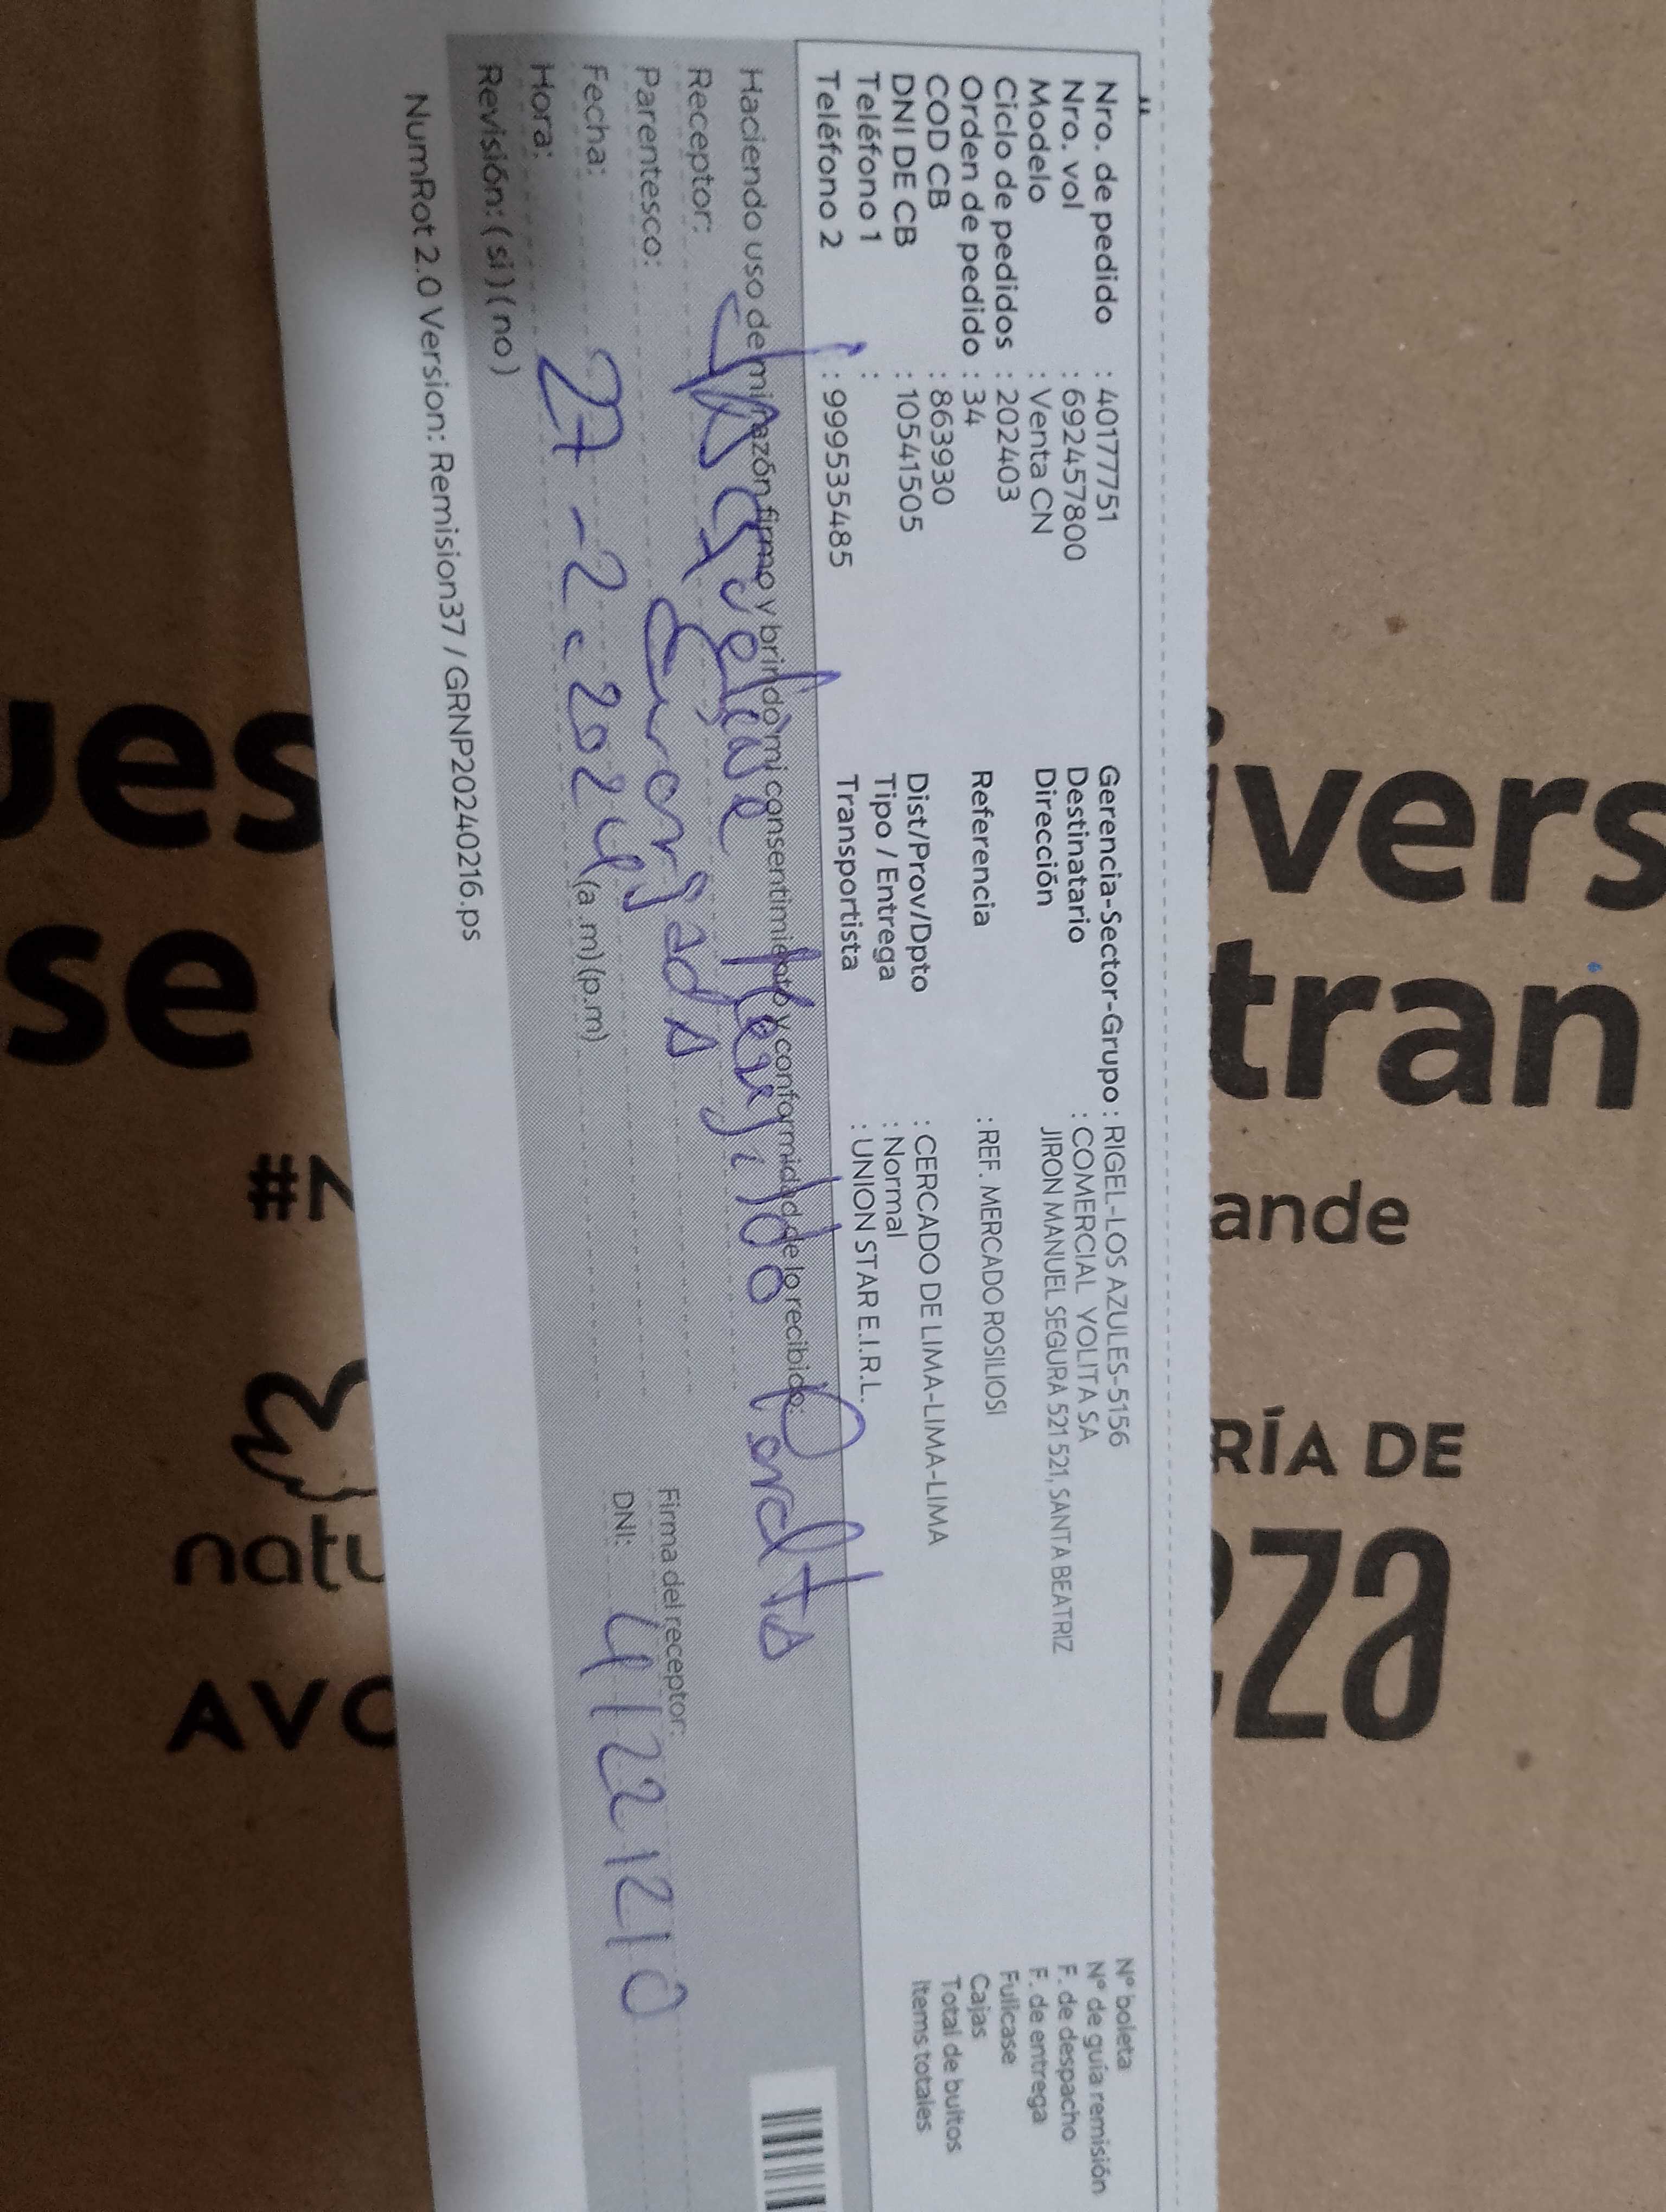 Nro. de pedido : 40177751
Nro. vol : 692457800
Modelo : Venta CN
Ciclo de pedidos : 202403
Orden de pedido : 34
COD CB : 863930
DNI DE CB : 10541505
Teléfono 1 :
Teléfono 2 : 999535485
Gerencia-Sector-Grupo : RIGEL-LOS AZULES-5156
Destinatario : COMERCIAL YOLITA SA
Dirección JIRON MANUEL SEGURA 521 521, SANTA BEATRIZ
Referencia : REF. MERCADO ROSILIOSI
Dist/Prov/Dpto : CERCADO DE LIMA-LIMA-LIMA
Tipo / Entrega : Normal
Transportista : UNION STAR E.I.R.L.
N° boleta
N° de guía remisión
F. de despacho
F. de entrega
Fullcase
Cajas
Total de bultos
Items totales
Haciendo uso de mi razón firmo y brindo mi consentimiento y conformidad de lo recibido:
Receptor:
Parentesco: Encargada
Fecha: 27-2-2024
Hora: (a.m) (p.m)
Revisión: ( si ) ( no )
Firma del receptor:
DNI: 41221210
NumRot 2.0 Version: Remision37 / GRNP20240216.ps
vers
tran
ande
RÍA DE
eza
ues
se
#N
natu
AVO